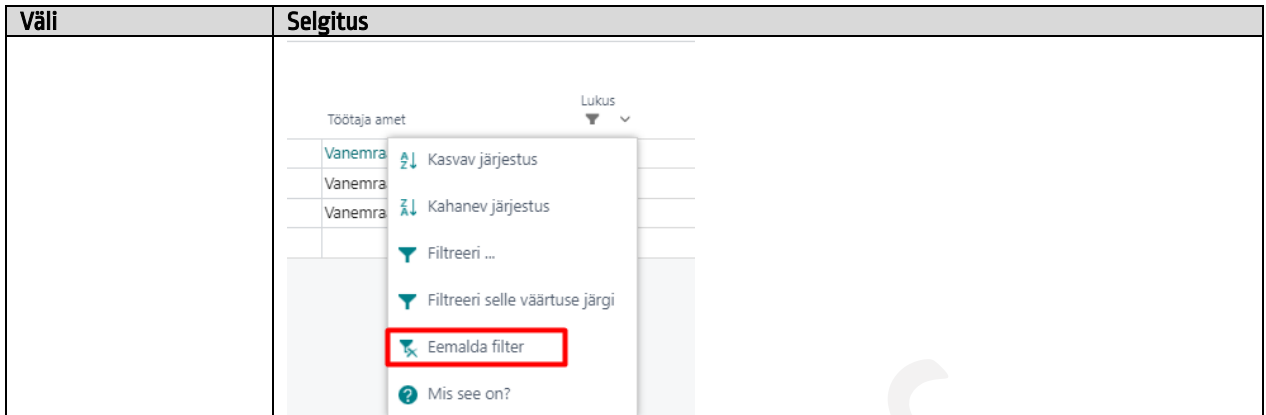 Väli Selgitus
Lukus
Töötaja amet
Vanemra
Kasvav järjestus
Vanemra
Vanemra
Kahanev järjestus
Filtreeri ...
Filtreeri selle väärtuse järgi
Eemalda filter
Mis see on?